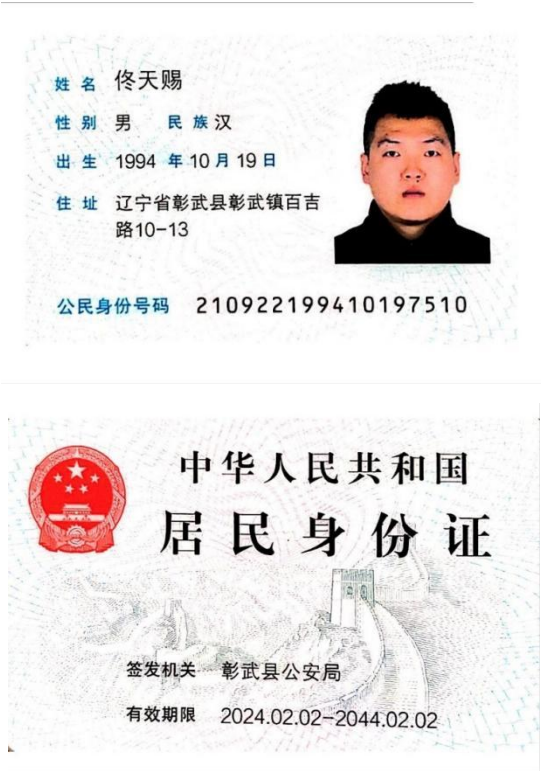 姓名 佟天赐
性别 男 民族 汉
出生 1994 年 10 月 19 日
住址 辽宁省彰武县彰武镇百吉
路10-13
公民身份号码 210922199410197510
中华人民共和国
居民身份证
签发机关 彰武县公安局
有效期限 2024.02.02-2044.02.02